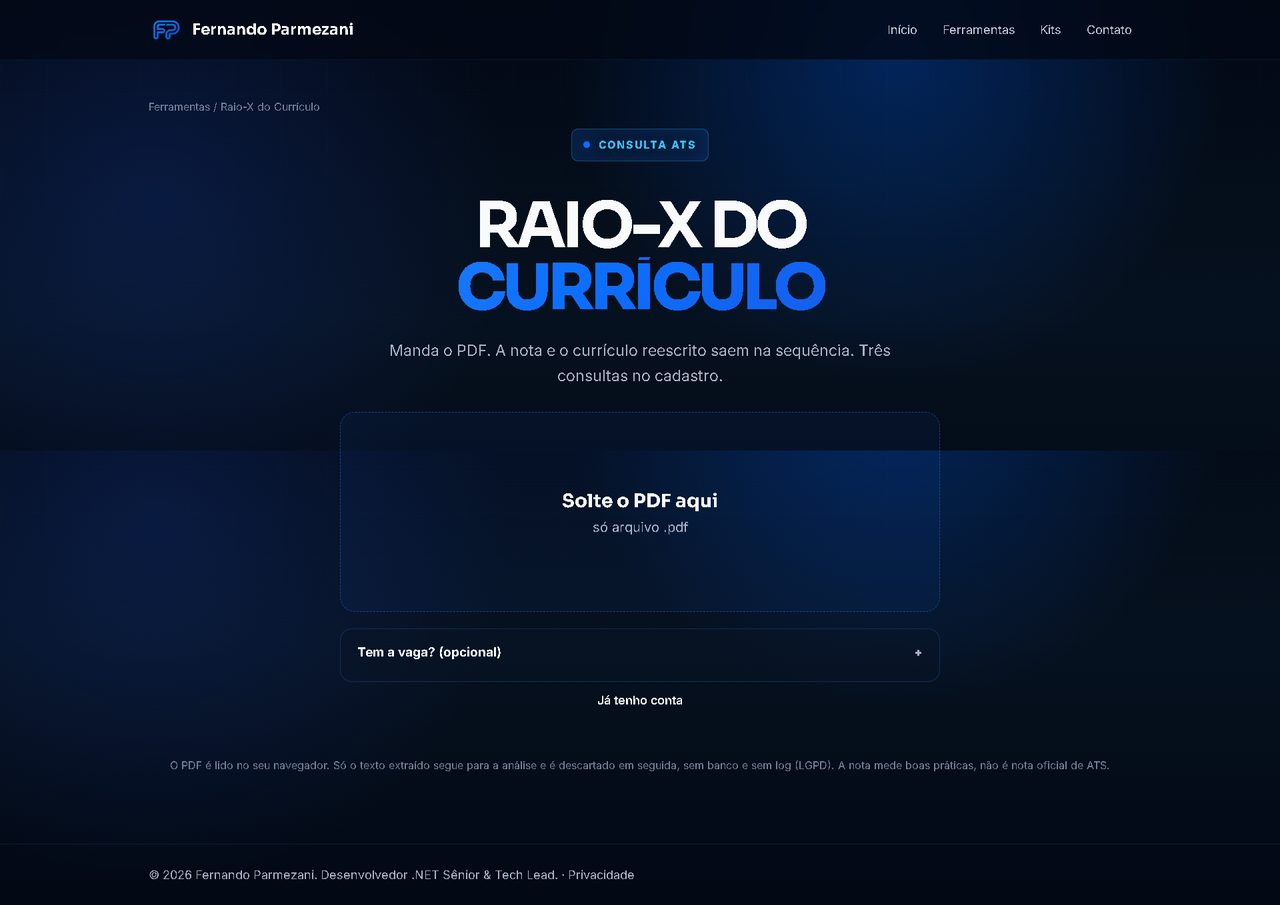 FP Fernando Parmezani
Início Ferramentas Kits Contato
Ferramentas / Raio-X do Currículo
CONSULTA ATS
RAIO-X DO
CURRÍCULO
Manda o PDF. A nota e o currículo reescrito saem na sequência. Três
consultas no cadastro.
Solte o PDF aqui
só arquivo .pdf
Tem a vaga? (opcional) +
Já tenho conta
O PDF é lido no seu navegador. Só o texto extraído segue para a análise e é descartado em seguida, sem banco e sem log (LGPD). A nota mede boas práticas, não é nota oficial de ATS.
© 2026 Fernando Parmezani. Desenvolvedor .NET Sênior & Tech Lead. · Privacidade